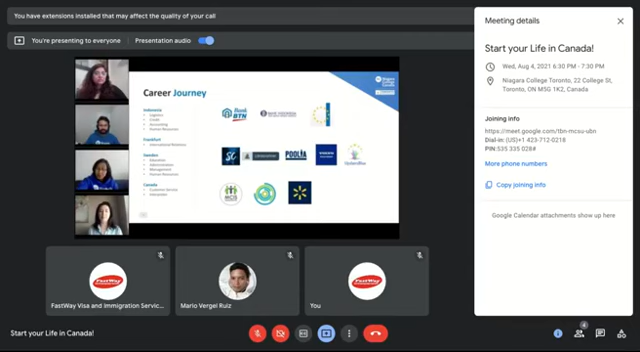 You have extensions installed that may affect the quality of your call
You're presenting to everyone
Presentation audio
Career Journey
Indonesia
Logistics
Credit
Accounting
Human Resources
Frankfurt
International Relations
Sweden
Education
Administration
Management
Human Resources
Canada
Customer Service
Interpreter
Bank
BTN
POOLIA
FastWay
FastWay Visa and Immigration Servic...
Mario Vergel Ruiz
FastWay
You
Start your Life in Canada!
4
Meeting details
Start your Life in Canada!
Wed, Aug 4, 2021 6:30 PM - 7:30 PM
Niagara College Toronto, 22 College St,
Toronto, ON M5G 1K2, Canada
Joining info
https://meet.google.com/tbn-mcsu-ubn
Dial-in: (US)+1 423-712-0218
PIN: 535 335 028#
More phone numbers
Copy joining info
Google Calendar attachments show up here